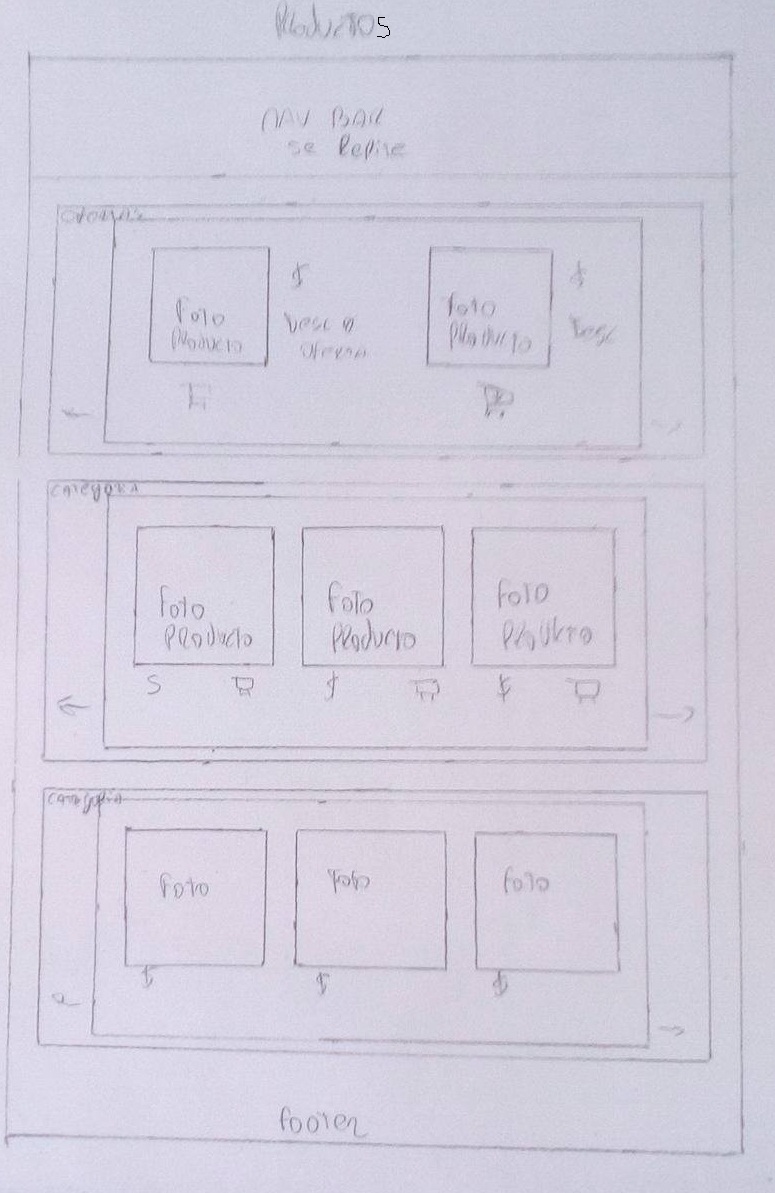 PRODUCTOS
NAV BAR
se Repite
$
$
Foto
Producto
Desc o
oferta
Foto
Producto
Desc
categoria
Foto
Producto
Foto
Producto
Foto
Producto
$
$
$
categoria
Foto
Foto
Foto
$
$
$
footer